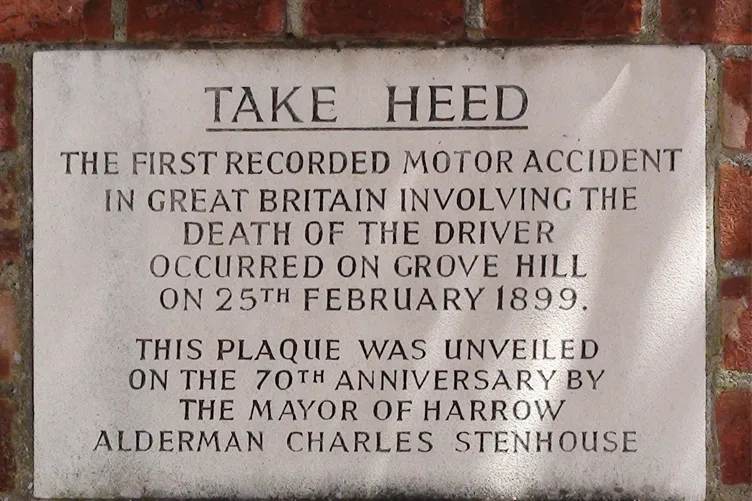 TAKE HEED
THE FIRST RECORDED MOTOR ACCIDENT
IN GREAT BRITAIN INVOLVING THE
DEATH OF THE DRIVER
OCCURRED ON GROVE HILL
ON 25TH FEBRUARY 1899.
THIS PLAQUE WAS UNVEILED
ON THE 70TH ANNIVERSARY BY
THE MAYOR OF HARROW
ALDERMAN CHARLES STENHOUSE